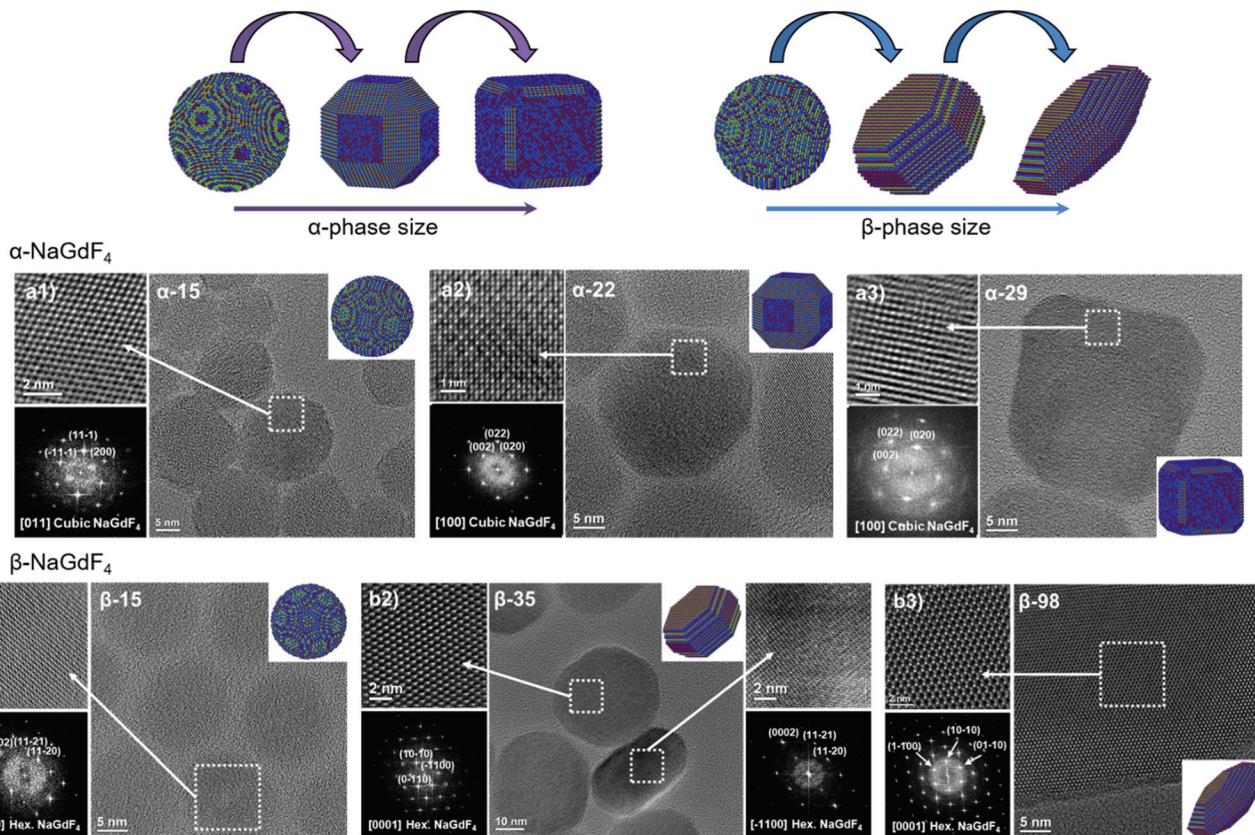 α-phase size
β-phase size
α-NaGdF4
a1)
α-15
2 nm
(11-1)
(-11-1)
(200)
[011] Cubic NaGdF4
5 nm
a2)
α-22
1 nm
(022)
(002)
(020)
[100] Cubic NaGdF4
5 nm
a3)
α-29
1 nm
(022)
(020)
(002)
[100] Cubic NaGdF4
5 nm
β-NaGdF4
β-15
(11-21)
(11-20)
Hex. NaGdF4
5 nm
b2)
β-35
2 nm
(10-10)
(-1100)
(0-110)
[0001] Hex. NaGdF4
10 nm
2 nm
(0002)
(11-21)
(11-20)
[-1100] Hex. NaGdF4
b3)
β-98
2 nm
(10-10)
(1-100)
(01-10)
[0001] Hex. NaGdF4
5 nm